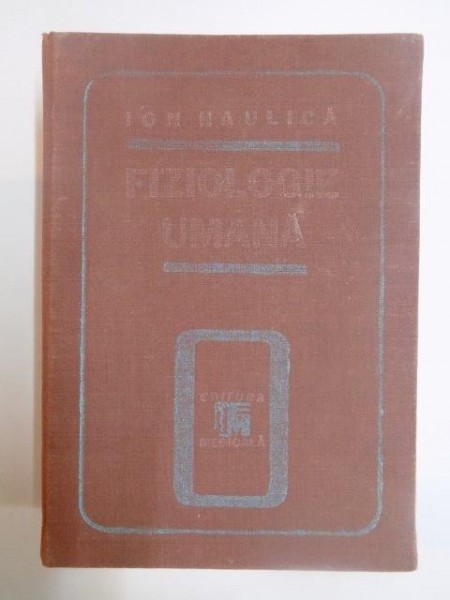 ION HAULICĂ
FIZIOLOGIE
UMANĂ
EDITURA
MEDICALĂ